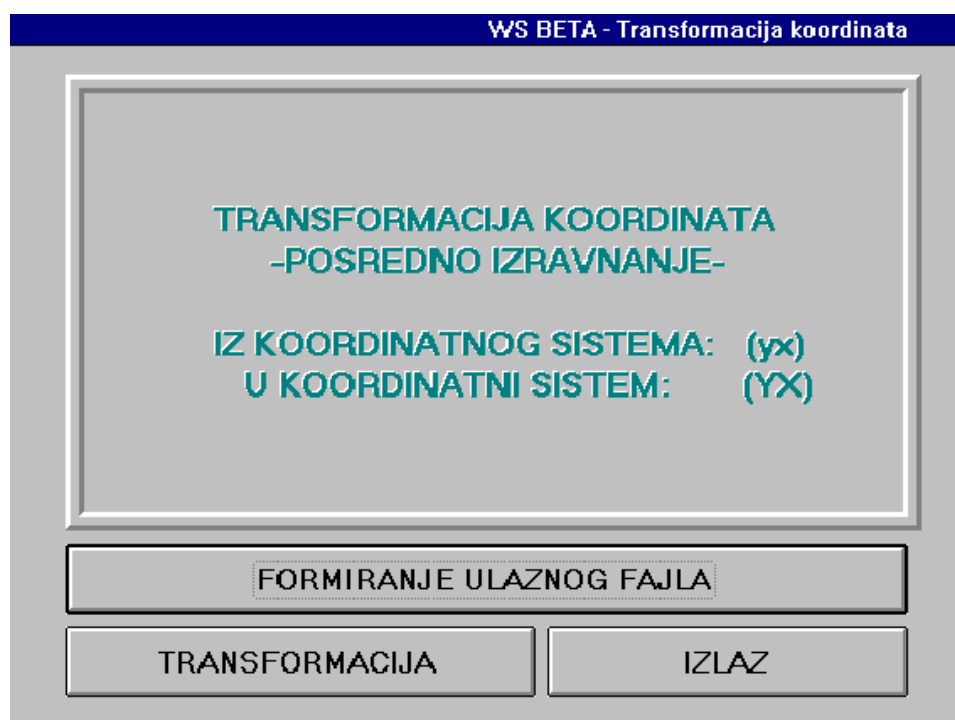 WS BETA - Transformacija koordinata
TRANSFORMACIJA KOORDINATA
-POSREDNO IZRAVNANJE-
IZ KOORDINATNOG SISTEMA: (yx)
U KOORDINATNI SISTEM: (YX)
FORMIRANJE ULAZNOG FAJLA
TRANSFORMACIJA
IZLAZ